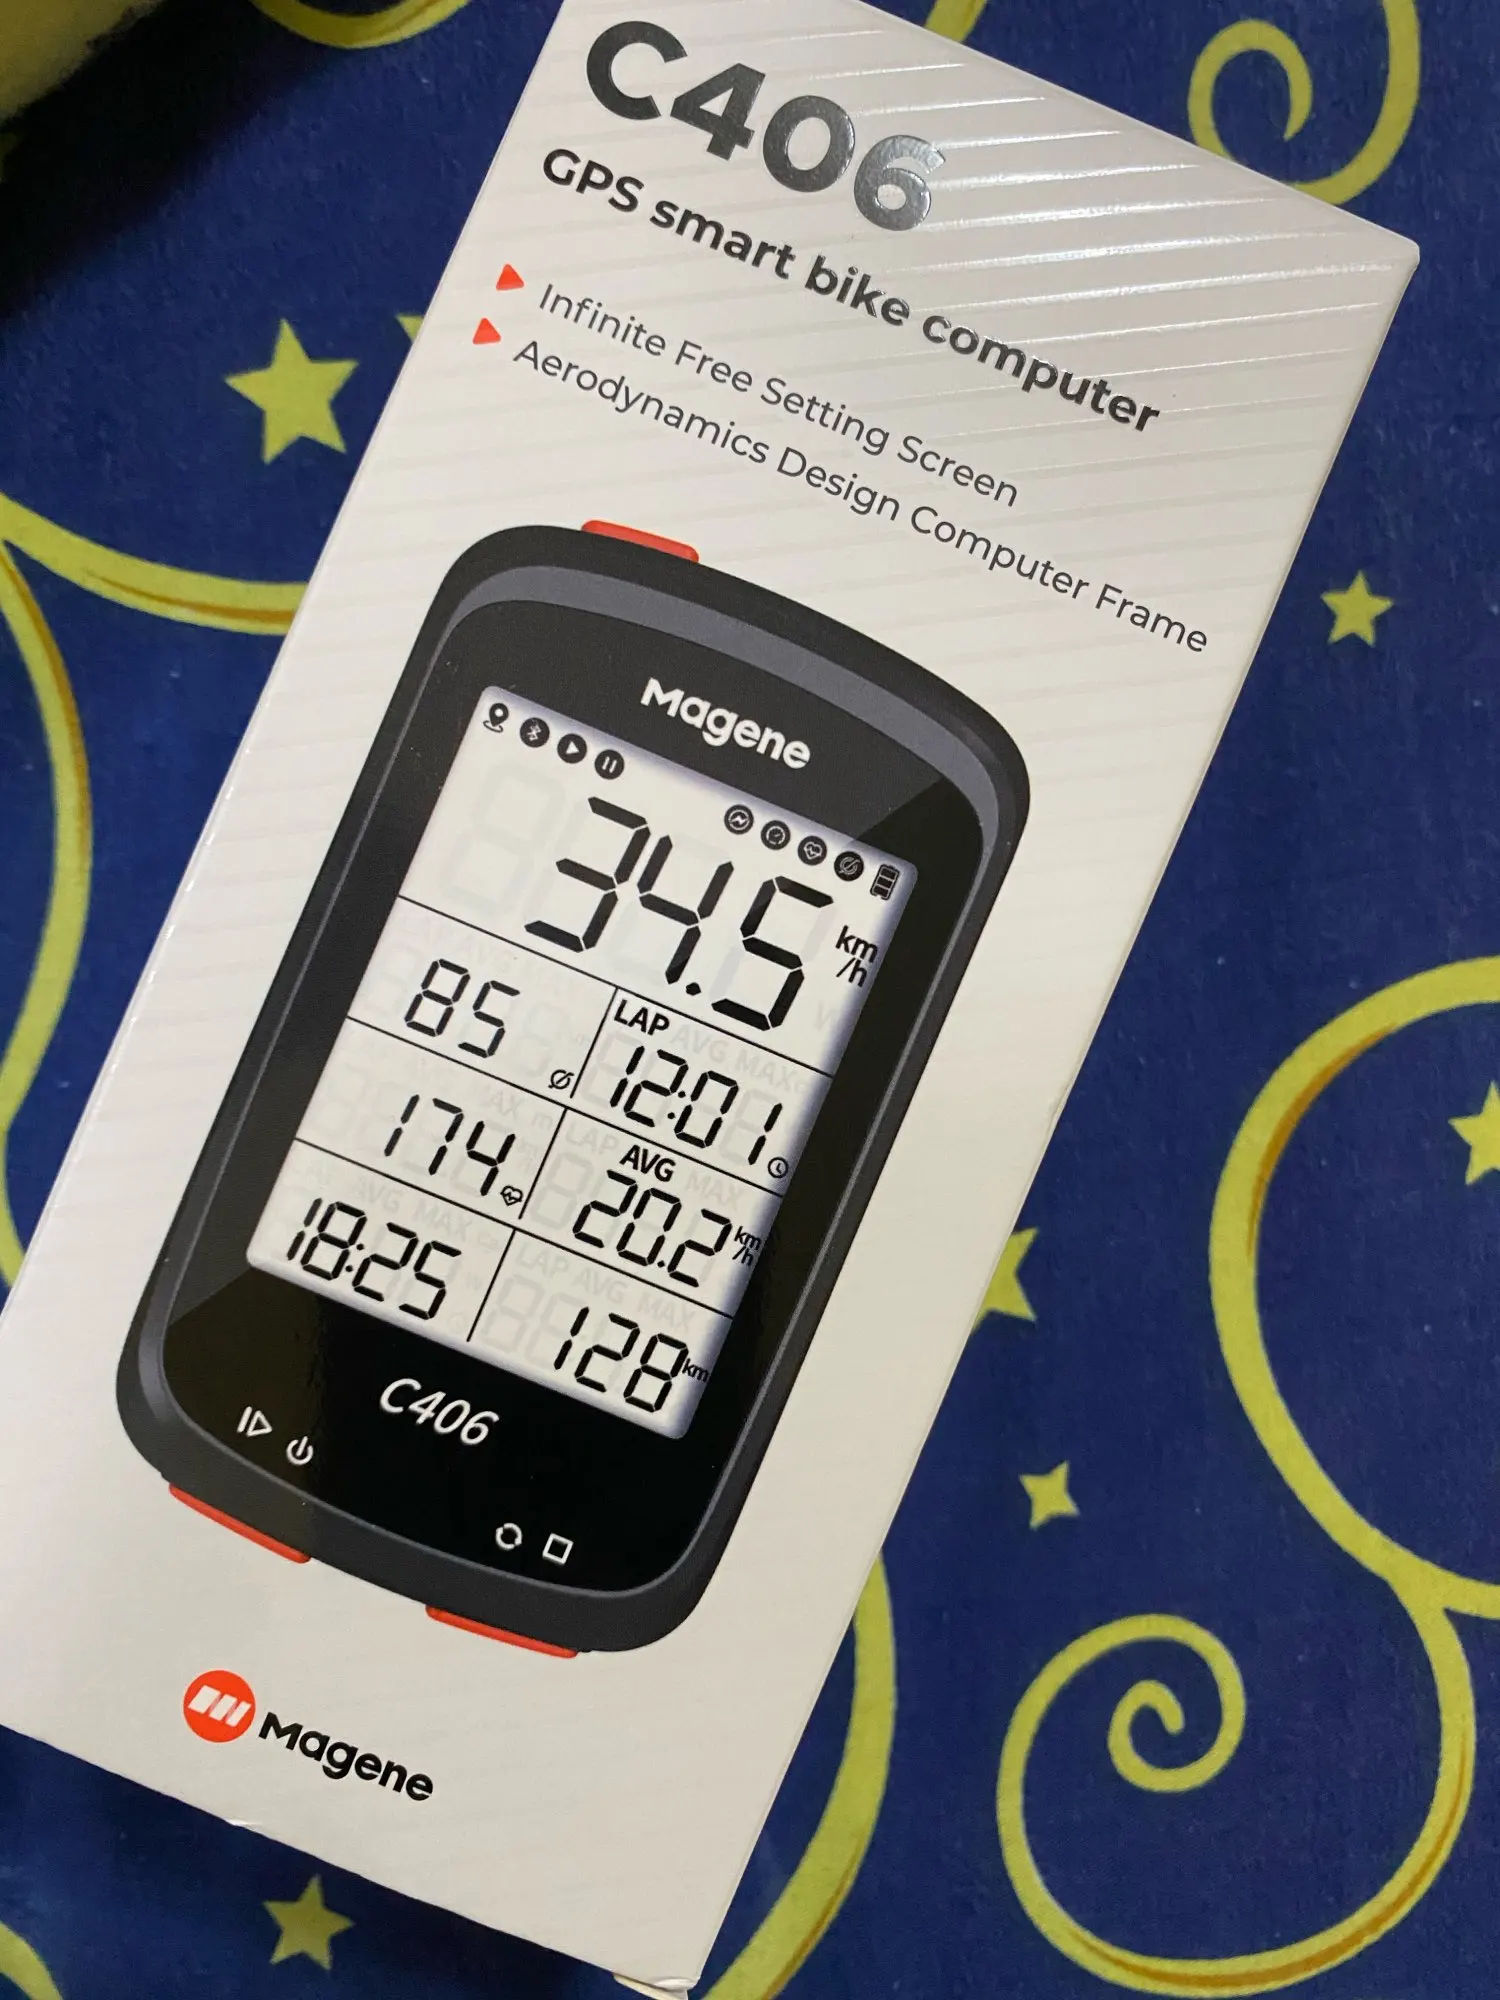 C406
GPS smart bike computer
Infinite Free Setting Screen
Aerodynamics Design Computer Frame
Magene
34.5 km/h
85
LAP
12:01
174
AVG
20.2 km/h
18:25
128 km
C406
Magene